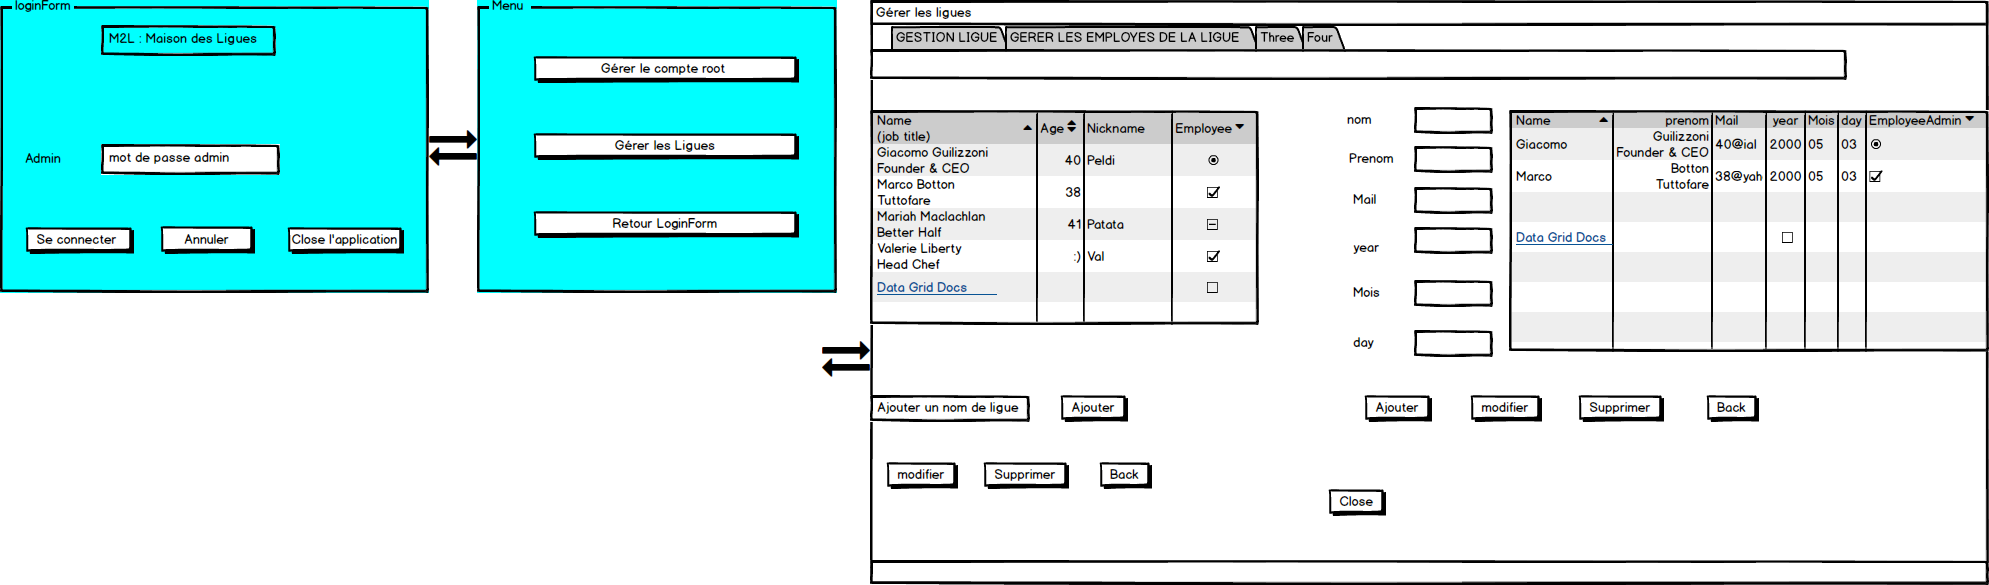 loginForm
M2L : Maison des Ligues
Admin
mot de passe admin
Se connecter
Annuler
Close l'application
Menu
Gérer le compte root
Gérer les Ligues
Retour LoginForm
Gérer les ligues
GESTION LIGUE
GERER LES EMPLOYES DE LA LIGUE
Three
Four
Name
(job title)
Age
Nickname
Employee
Giacomo Guilizzoni
Founder & CEO
40
Peldi
Marco Botton
Tuttofare
38
Mariah Maclachlan
Better Half
41
Patata
Valerie Liberty
Head Chef
:)
Val
Data Grid Docs
Ajouter un nom de ligue
Ajouter
modifier
Supprimer
Back
nom
Prenom
Mail
year
Mois
day
Name
prenom
Mail
year
Mois
day
EmployeeAdmin
Giacomo
Guilizzoni
Founder & CEO
40@ial
2000
05
03
Marco
Botton
Tuttofare
38@yah
2000
05
03
Data Grid Docs
Ajouter
modifier
Supprimer
Back
Close